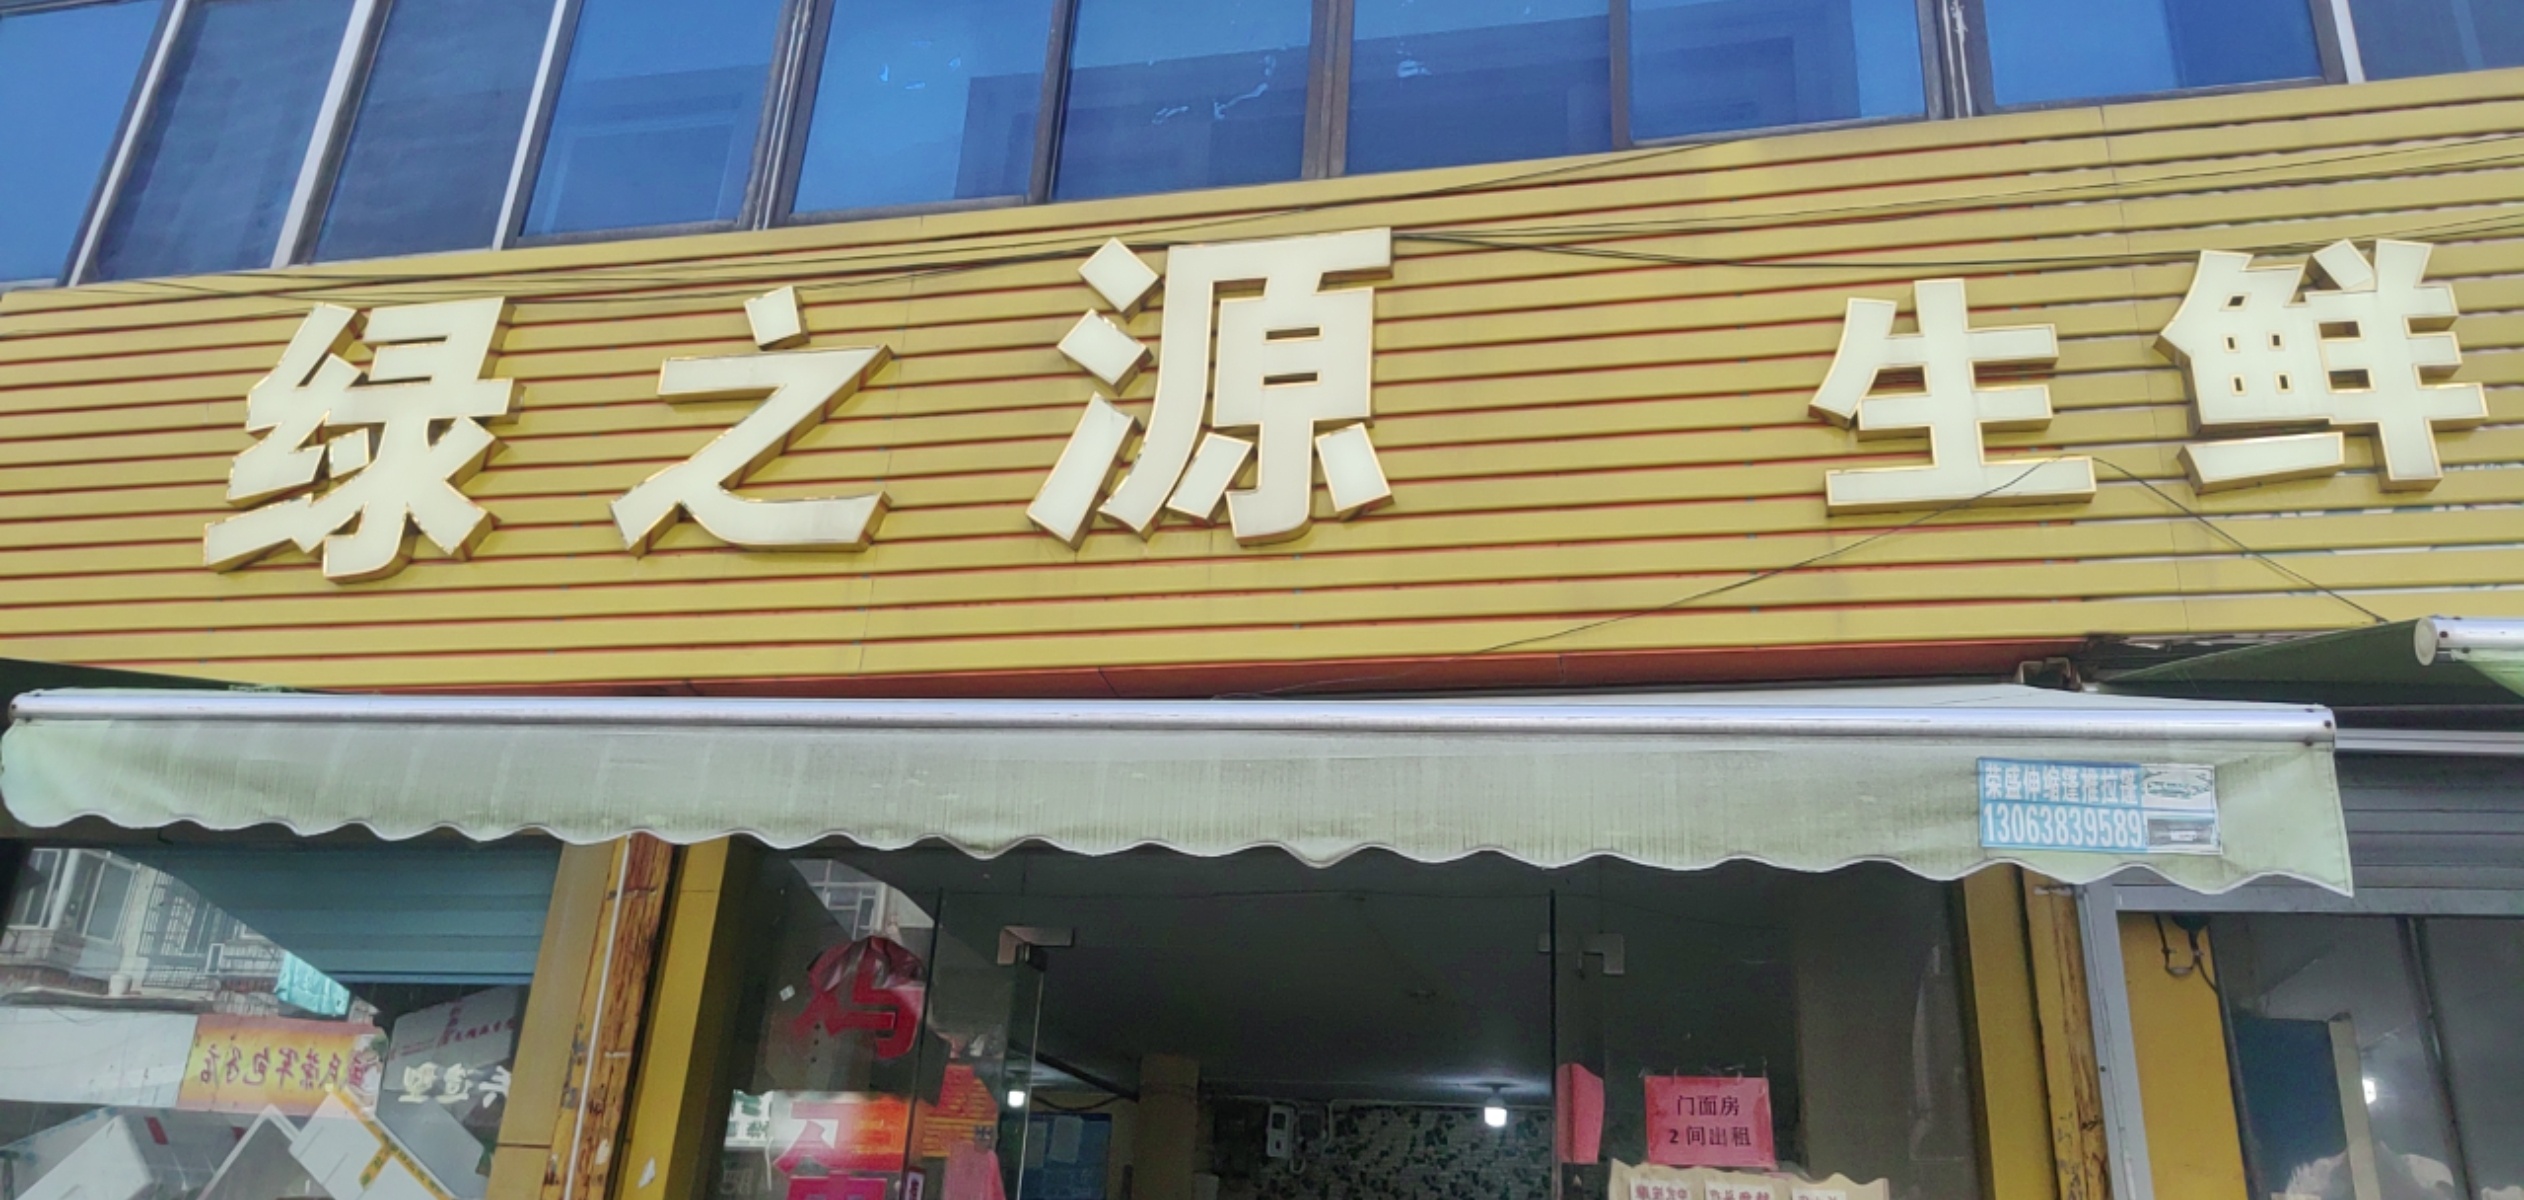 绿之源 生鲜
荣盛伸缩篷推拉篷
13063839589
鸡
门面房
2间出租